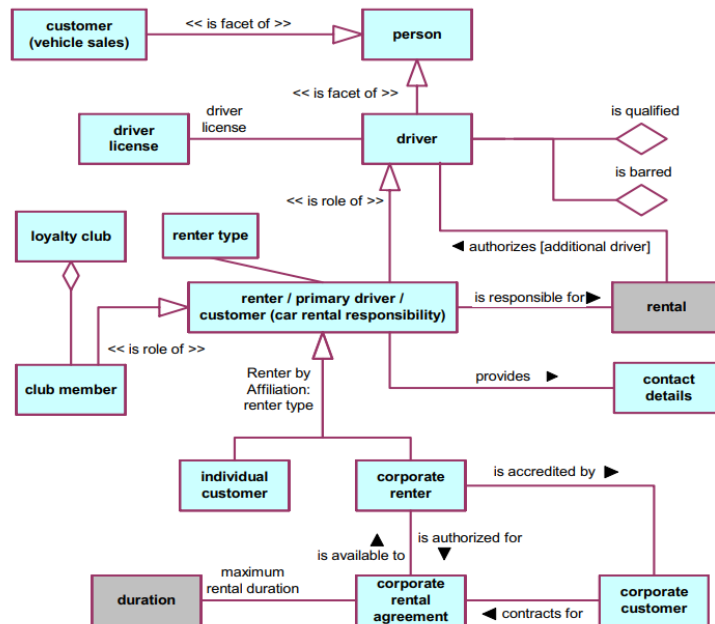 customer
(vehicle sales)
<< is facet of >>
person
<< is facet of >>
driver
license
driver
license
driver
is qualified
is barred
<< is role of >>
loyalty club
renter type
◄ authorizes [additional driver]
renter / primary driver /
customer (car rental responsibility)
is responsible for ►
rental
<< is role of >>
club member
Renter by
Affiliation:
renter type
provides ►
contact
details
individual
customer
corporate
renter
is accredited by ►
▲
is available to
is authorized for
▼
duration
maximum
rental duration
corporate
rental
agreement
◄ contracts for
corporate
customer